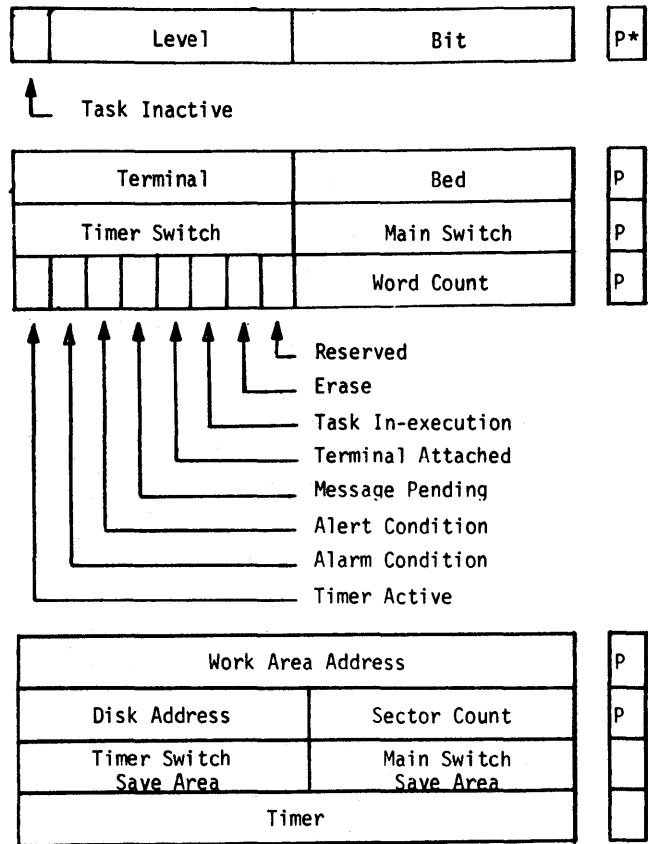 Level Bit P*
Task Inactive
Terminal Bed P
Timer Switch Main Switch P
Word Count P
Reserved
Erase
Task In-execution
Terminal Attached
Message Pending
Alert Condition
Alarm Condition
Timer Active
Work Area Address P
Disk Address Sector Count P
Timer Switch Main Switch
Save Area Save Area
Timer